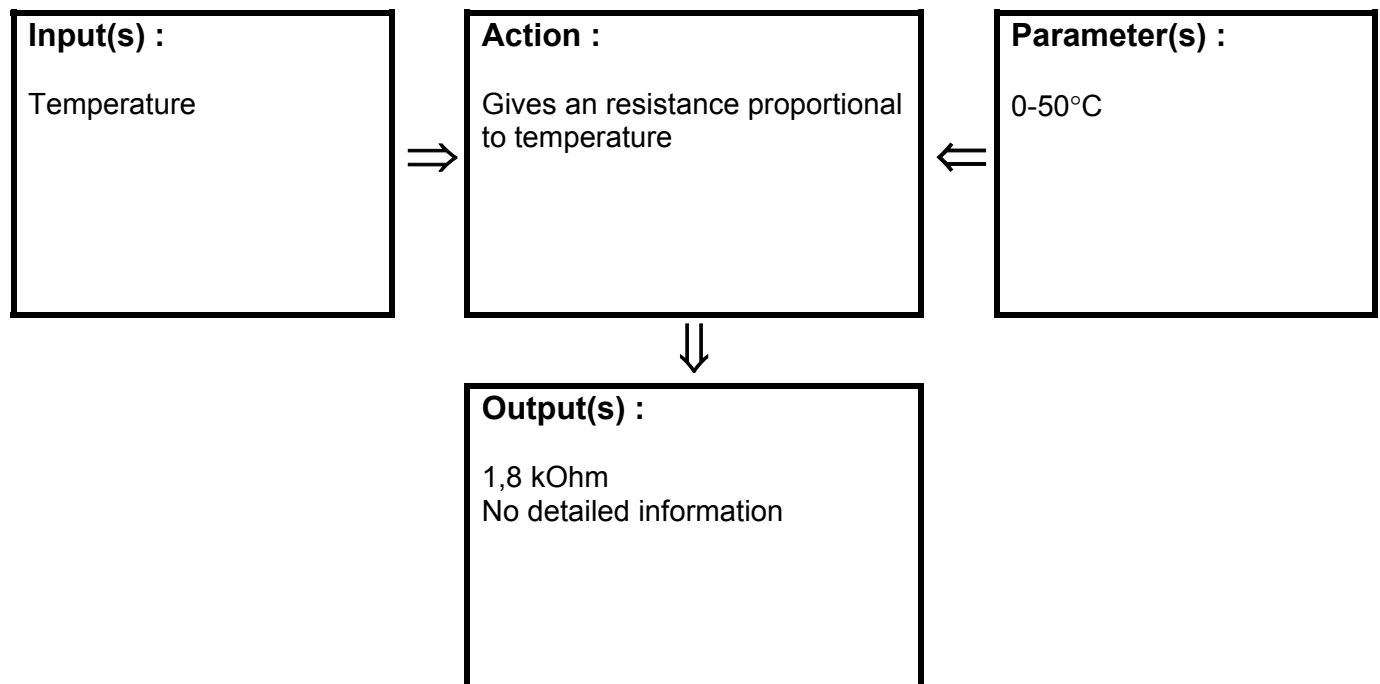 Input(s) :
Temperature
⇒
Action :
Gives an resistance proportional
to temperature
⇐
Parameter(s) :
0-50°C
⇓
Output(s) :
1,8 kOhm
No detailed information